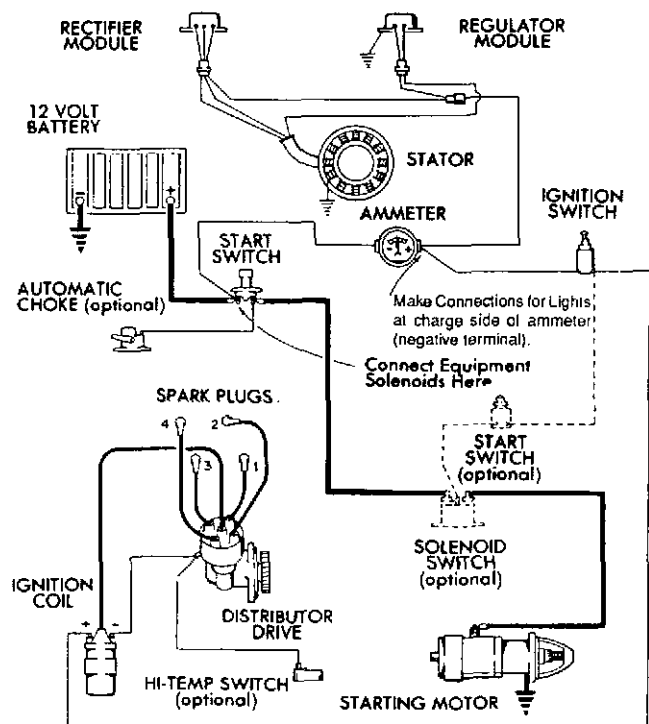 RECTIFIER
MODULE
REGULATOR
MODULE
12 VOLT
BATTERY
- +
STATOR
AMMETER
IGNITION
SWITCH
START
SWITCH
- +
AUTOMATIC
CHOKE (optional)
Make Connections for Lights
at charge side of ammeter
(negative terminal).
Connect Equipment
Solenoids Here
SPARK PLUGS.
4 2
3 1
START
SWITCH
(optional)
SOLENOID
SWITCH
(optional)
IGNITION
COIL
+ -
DISTRIBUTOR
DRIVE
HI-TEMP SWITCH
(optional)
STARTING MOTOR